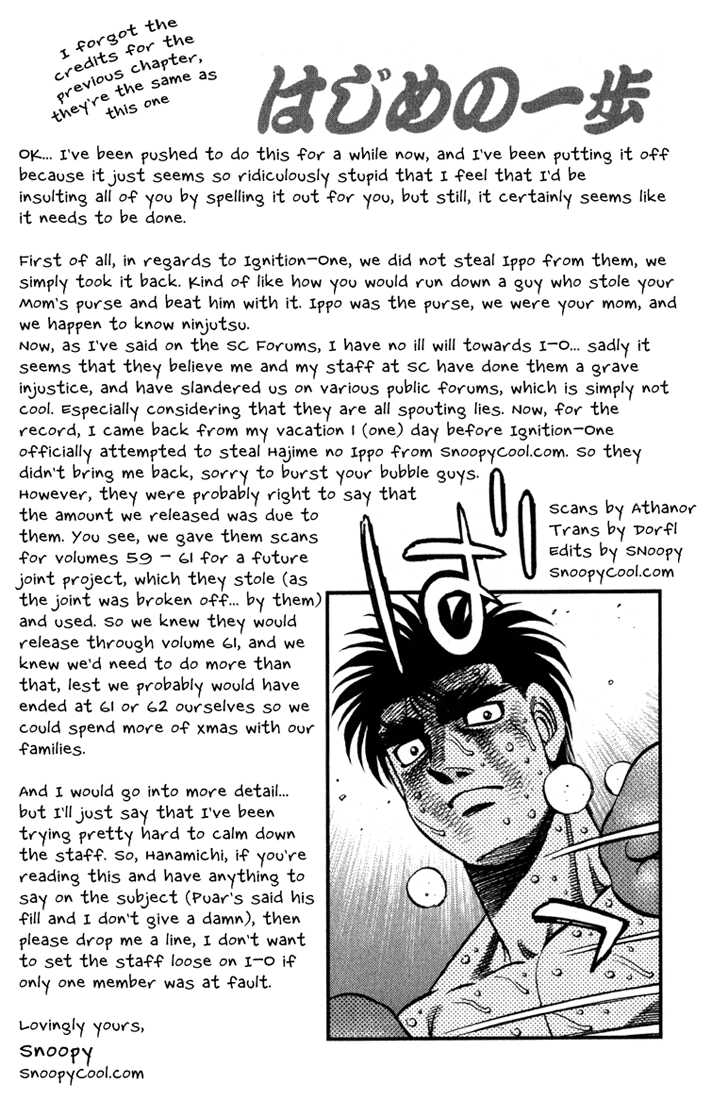 I forgot the
credits for the
previous chapter,
they're the same as
this one
はじめの一歩
OK... I've been pushed to do this for a while now, and I've been putting it off
because it just seems so ridiculously stupid that I feel that I'd be
insulting all of you by spelling it out for you, but still, it certainly seems like
it needs to be done.
First of all, in regards to Ignition-One, we did not steal Ippo from them, we
simply took it back. Kind of like how you would run down a guy who stole your
Mom's purse and beat him with it. Ippo was the purse, we were your mom, and
we happen to know ninjutsu.
Now, as I've said on the SC Forums, I have no ill will towards I-O... sadly it
seems that they believe me and my staff at SC have done them a grave
injustice, and have slandered us on various public forums, which is simply not
cool. Especially considering that they are all spouting lies. Now, for the
record, I came back from my vacation 1 (one) day before Ignition-One
officially attempted to steal Hajime no Ippo from SnoopyCool.com. So they
didn't bring me back, sorry to burst your bubble guys.
However, they were probably right to say that
the amount we released was due to
them. You see, we gave them scans
for volumes 59 - 61 for a future
joint project, which they stole (as
the joint was broken off... by them)
and used. So we knew they would
release through volume 61, and we
knew we'd need to do more than
that, lest we probably would have
ended at 61 or 62 ourselves so we
could spend more of xmas with our
families.
And I would go into more detail...
but I'll just say that I've been
trying pretty hard to calm down
the staff. So, Hanamichi, if you're
reading this and have anything to
say on the subject (Puar's said his
fill and I don't give a damn), then
please drop me a line, I don't want
to set the staff loose on I-O if
only one member was at fault.
Lovingly yours,
Snoopy
SnoopyCool.com
Scans by Athanor
Trans by Dorfl
Edits by SNoopy
SnoopyCool.com